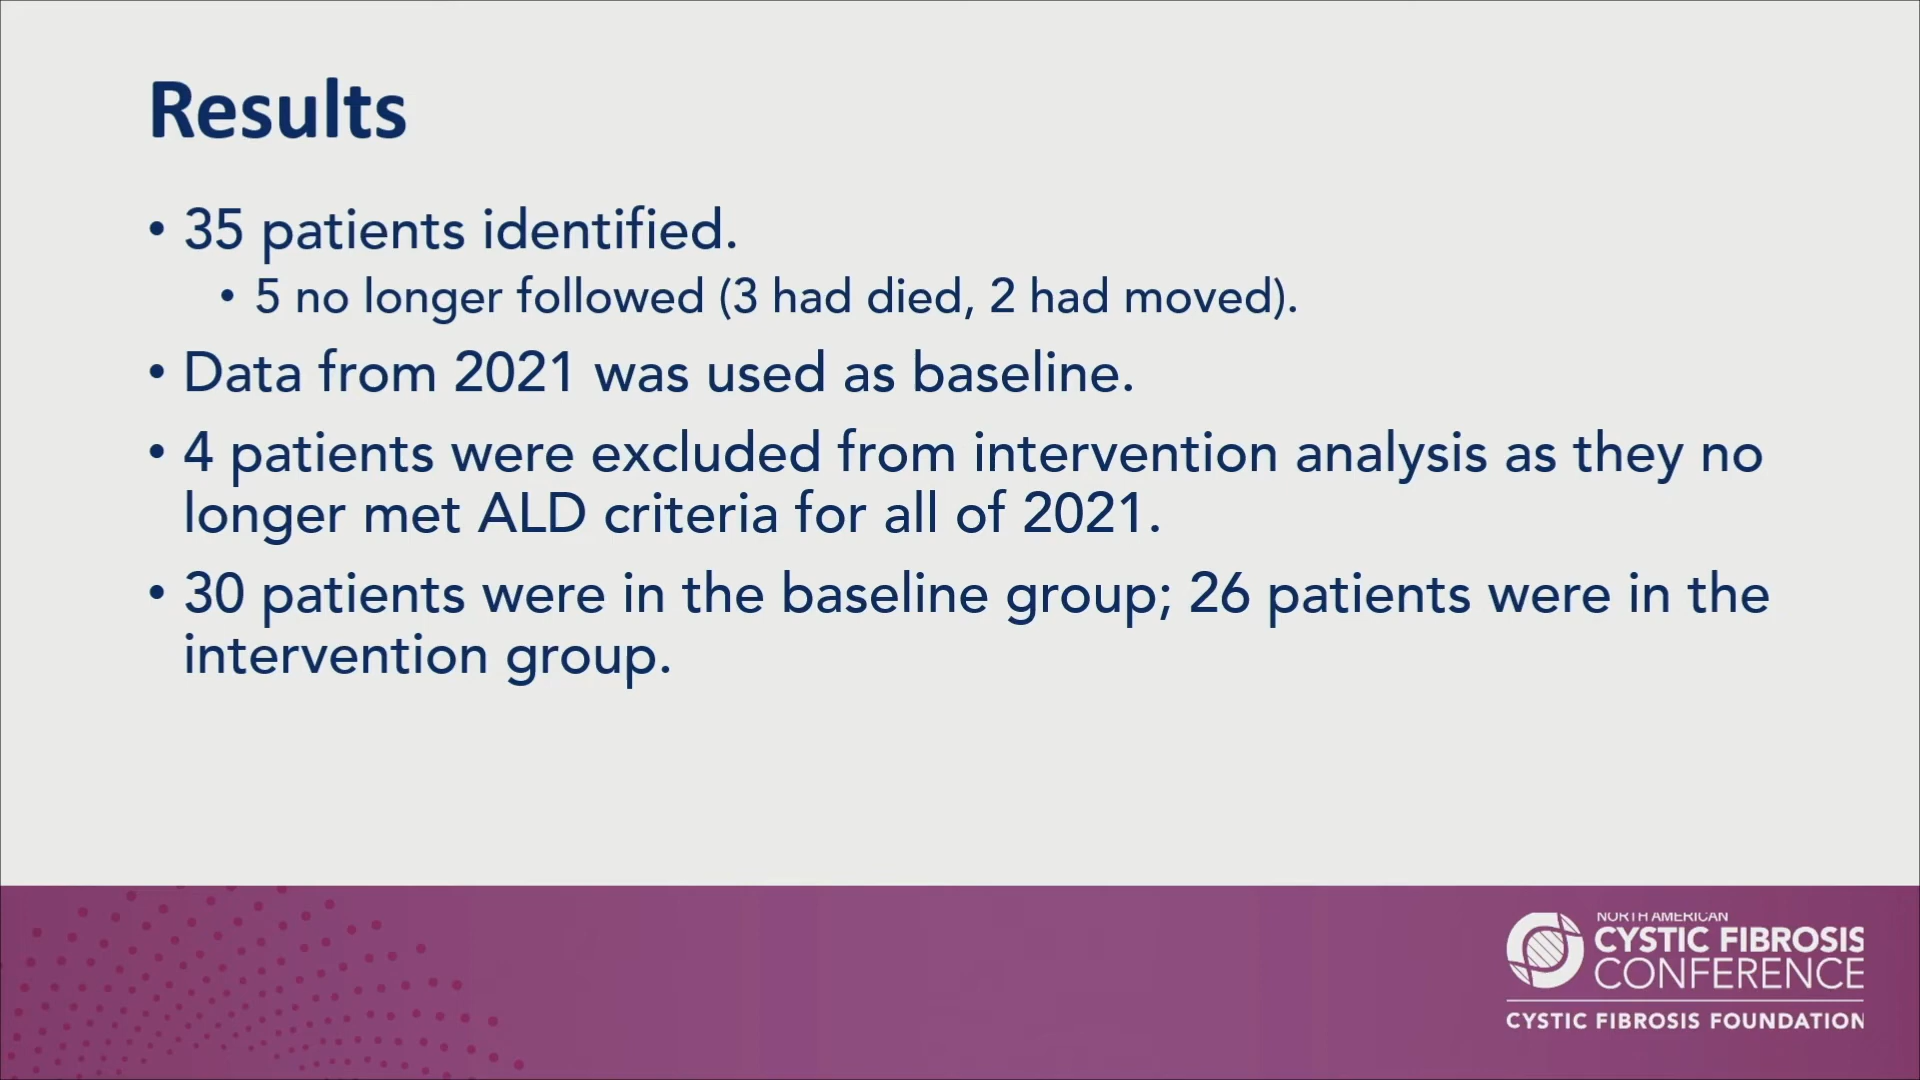 Results
• 35 patients identified.
• 5 no longer followed (3 had died, 2 had moved).
• Data from 2021 was used as baseline.
• 4 patients were excluded from intervention analysis as they no
longer met ALD criteria for all of 2021.
• 30 patients were in the baseline group; 26 patients were in the
intervention group.
NORTH AMERICAN
CYSTIC FIBROSIS
CONFERENCE
CYSTIC FIBROSIS FOUNDATION